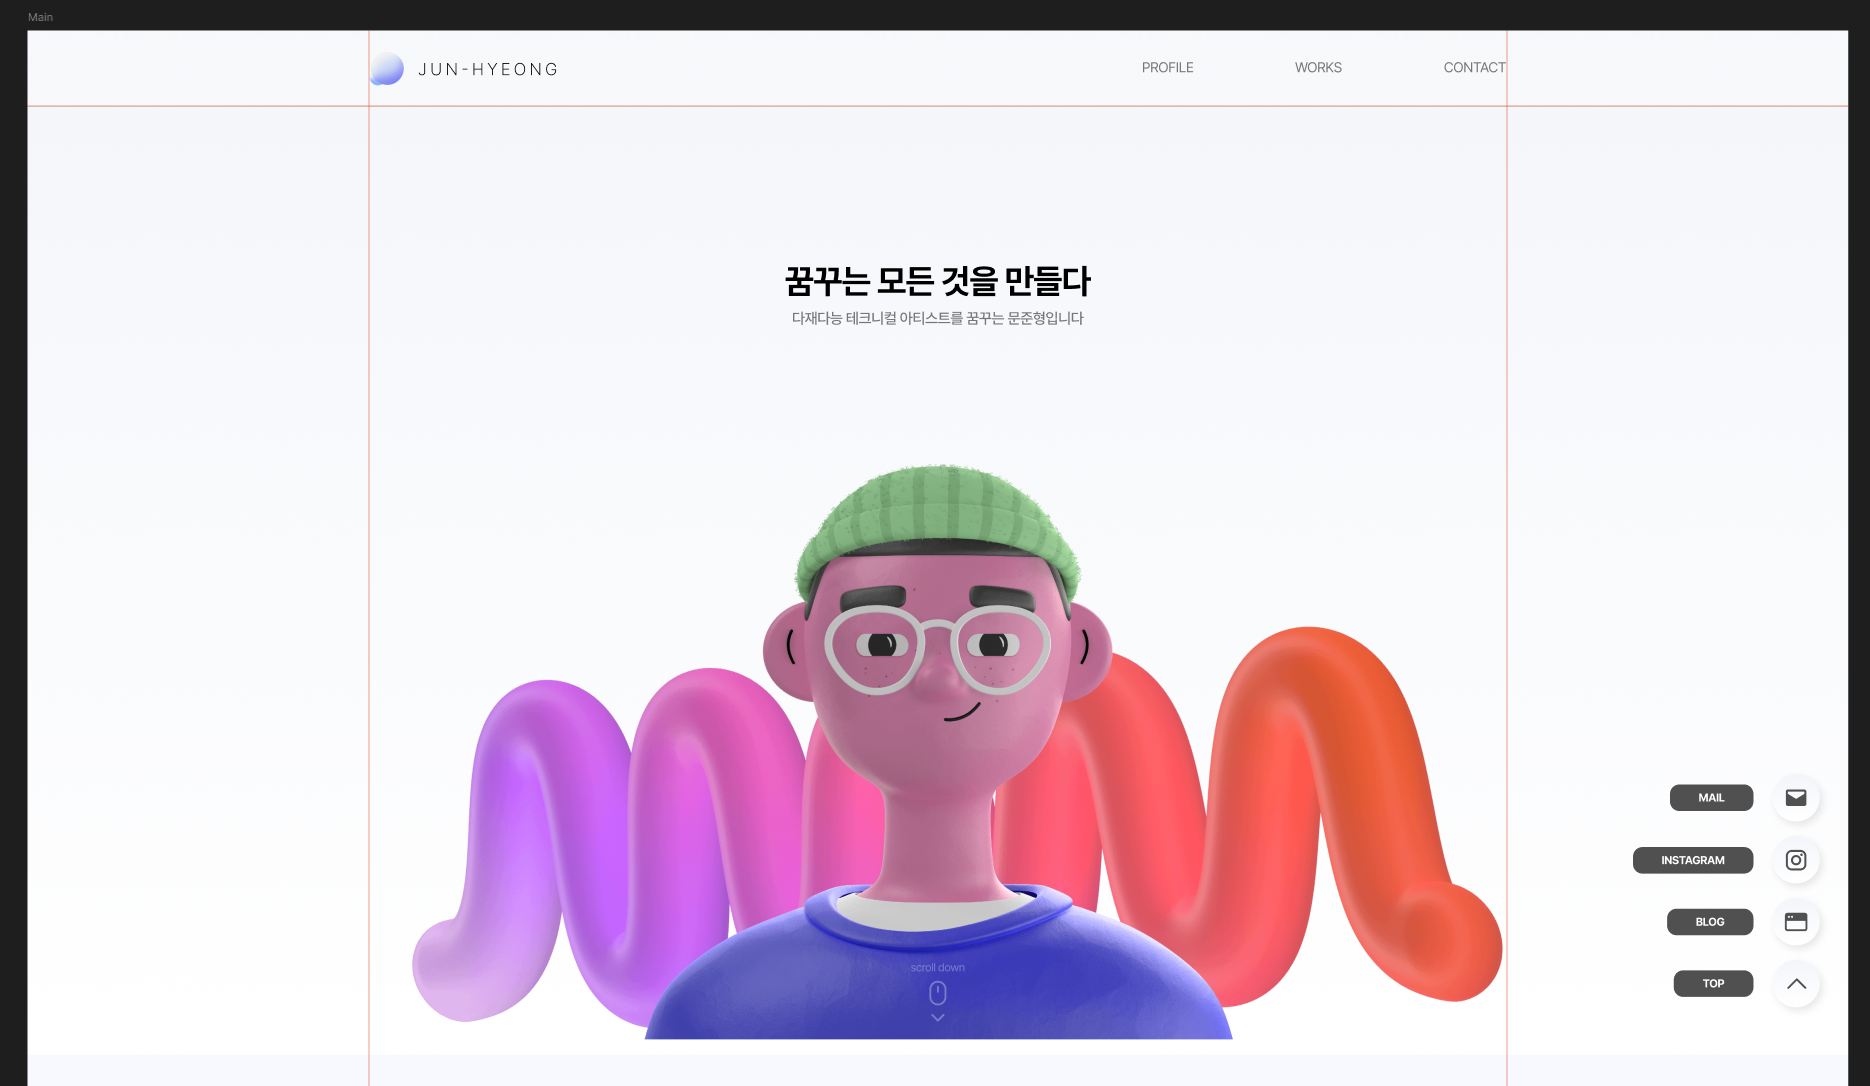 Main
JUN-HYEONG
PROFILE
WORKS
CONTACT
꿈꾸는 모든 것을 만들다
다재다능 테크니컬 아티스트를 꿈꾸는 문준형입니다
scroll down
MAIL
INSTAGRAM
BLOG
TOP